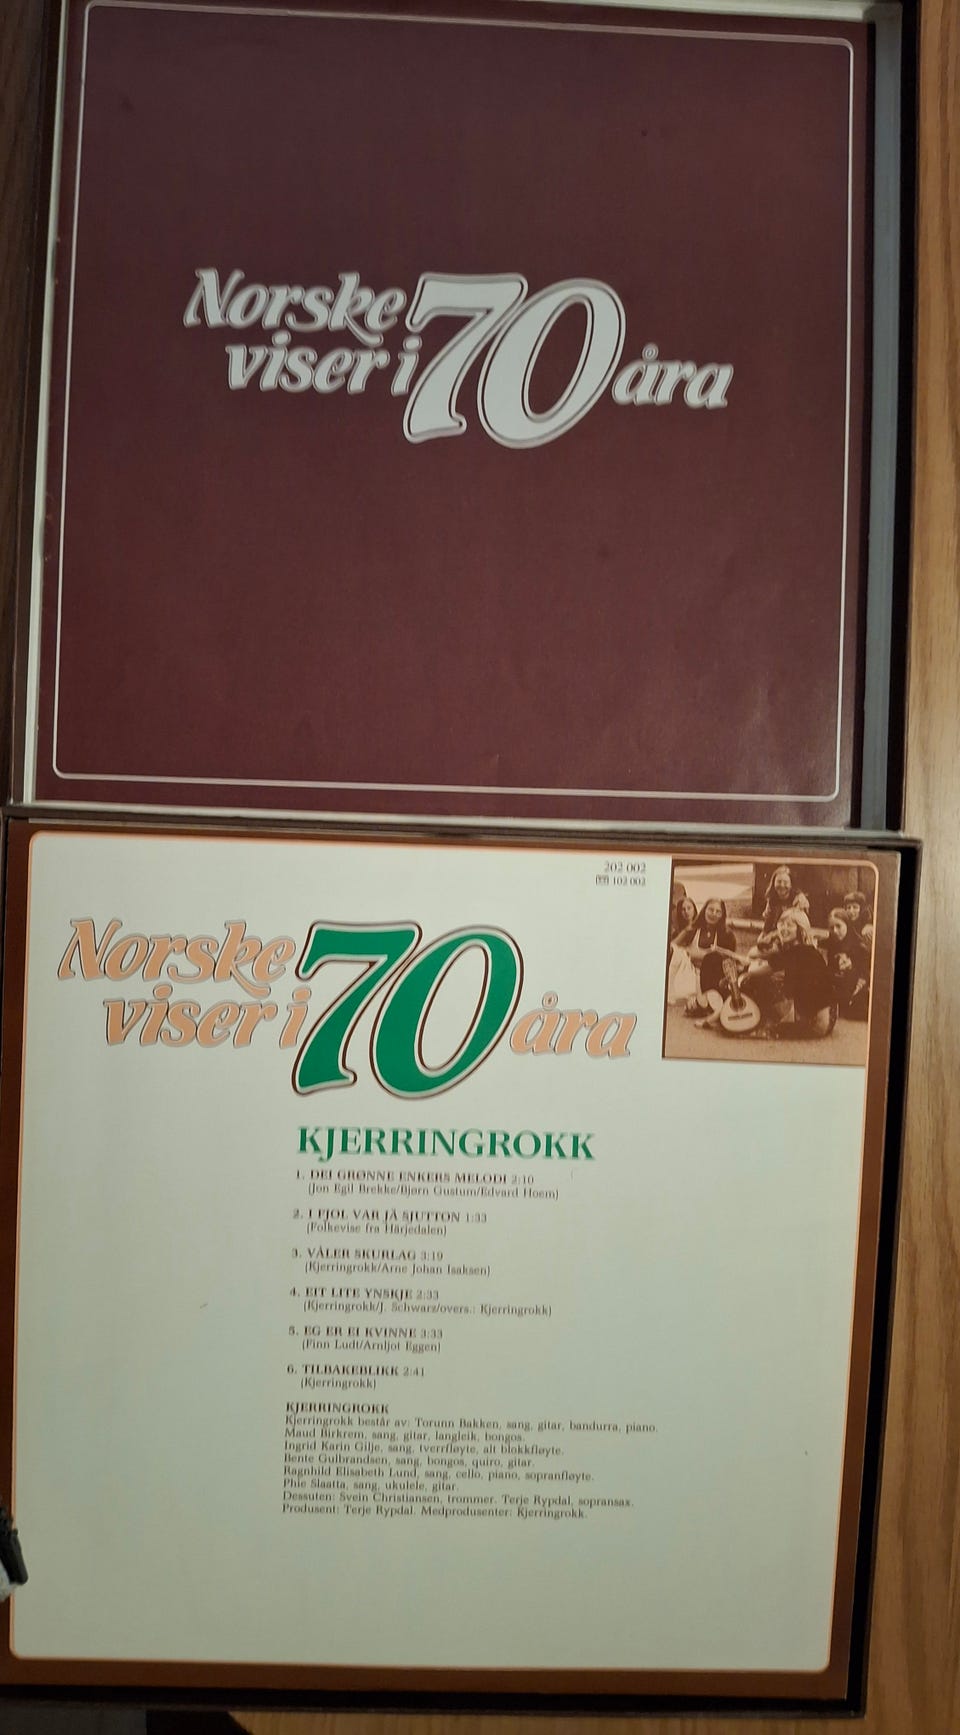 Norske
viser i 70 åra
202 002
102 002
Norske
viser i 70 åra
KJERRINGROKK
1. DEI GRØNNE ENKERS MELODI 2:10
(Jon Egil Brekke/Bjørn Gustum/Edvard Hoem)
2. I FJOL VAR JÄ SJUTTON 1:33
(Folkevise fra Härjedalen)
3. VÅLER SKURLAG 3:19
(Kjerringrokk/Arne Johan Isaksen)
4. EIT LITE YNSKJE 2:33
(Kjerringrokk/J. Schwarz/overs.: Kjerringrokk)
5. EG ER EI KVINNE 3:33
(Finn Ludt/Arnljot Eggen)
6. TILBAKEBLIKK 2:41
(Kjerringrokk)
KJERRINGROKK
Kjerringrokk består av: Torunn Bakken, sang, gitar, bandurra, piano.
Maud Birkrem, sang, gitar, langleik, bongos.
Ingrid Karin Gilje, sang, tverrfløyte, alt blokkfløyte.
Bente Gulbrandsen, sang, bongos, quiro, gitar.
Ragnhild Elisabeth Lund, sang, cello, piano, sopranfløyte.
Phie Slaatta, sang, ukulele, gitar.
Dessuten: Svein Christiansen, trommer. Terje Rypdal, sopransax.
Produsent: Terje Rypdal. Medprodusenter: Kjerringrokk.